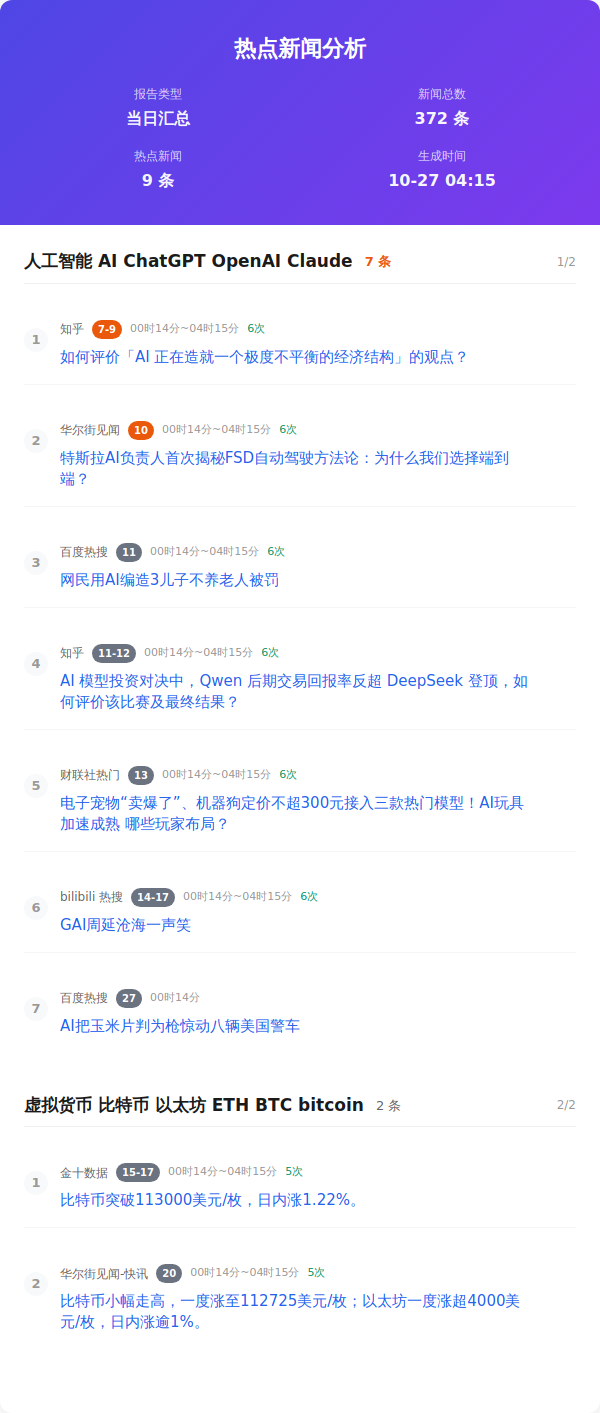 热点新闻分析
报告类型
新闻总数
当日汇总
372 条
热点新闻
生成时间
9 条
10-27 04:15
人工智能 AI ChatGPT OpenAI Claude 7 条 1/2
1
知乎 7-9 00时14分~04时15分 6次
如何评价「AI 正在造就一个极度不平衡的经济结构」的观点？
2
华尔街见闻 10 00时14分~04时15分 6次
特斯拉AI负责人首次揭秘FSD自动驾驶方法论：为什么我们选择端到
端？
3
百度热搜 11 00时14分~04时15分 6次
网民用AI编造3儿子不养老人被罚
4
知乎 11-12 00时14分~04时15分 6次
AI 模型投资对决中，Qwen 后期交易回报率反超 DeepSeek 登顶，如
何评价该比赛及最终结果？
5
财联社热门 13 00时14分~04时15分 6次
电子宠物“卖爆了”、机器狗定价不超300元接入三款热门模型！AI玩具
加速成熟 哪些玩家布局？
6
bilibili 热搜 14-17 00时14分~04时15分 6次
GAI周延沧海一声笑
7
百度热搜 27 00时14分
AI把玉米片判为枪惊动八辆美国警车
虚拟货币 比特币 以太坊 ETH BTC bitcoin 2 条 2/2
1
金十数据 15-17 00时14分~04时15分 5次
比特币突破113000美元/枚，日内涨1.22%。
2
华尔街见闻-快讯 20 00时14分~04时15分 5次
比特币小幅走高，一度涨至112725美元/枚；以太坊一度涨超4000美
元/枚，日内涨逾1%。